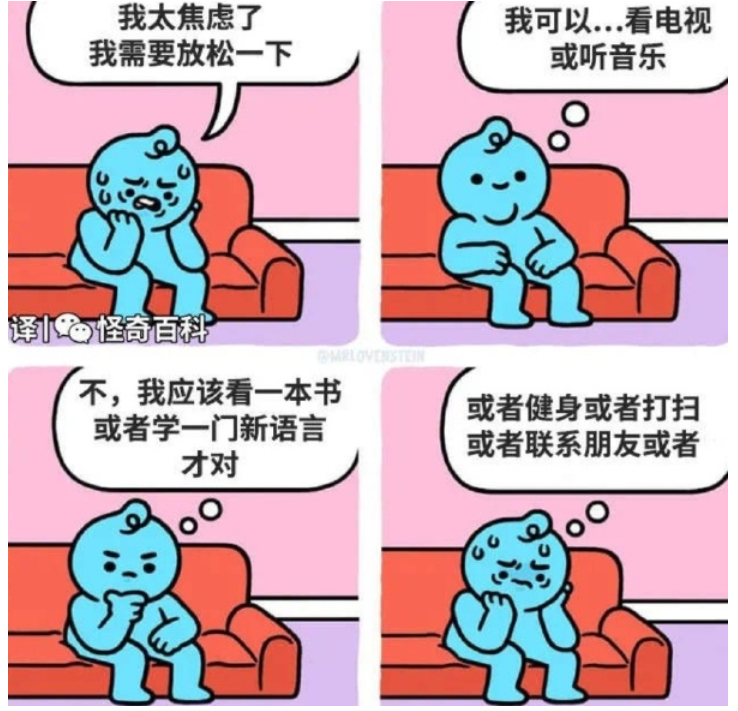 我太焦虑了
我需要放松一下
我可以...看电视
或听音乐
译|怪奇百科
@MRLOVENSTEIN
不，我应该看一本书
或者学一门新语言
才对
或者健身或者打扫
或者联系朋友或者